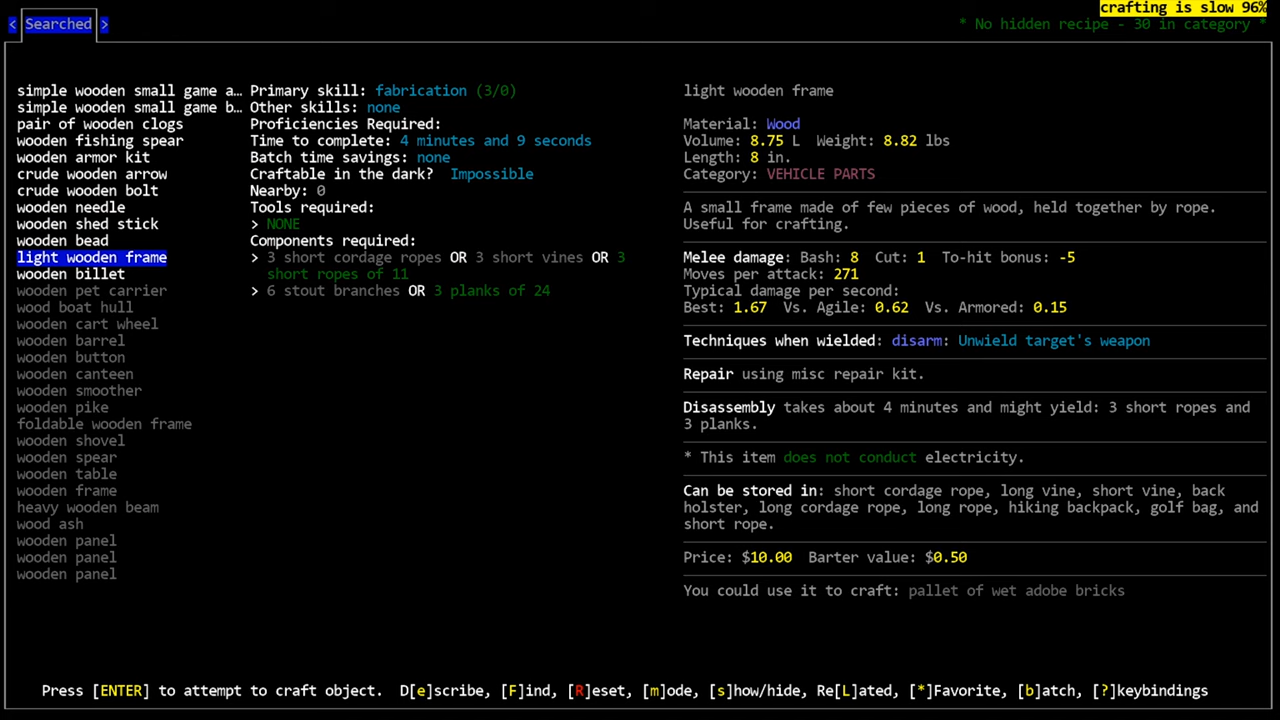 crafting is slow 96%
< Searched >
* No hidden recipe - 30 in category *
simple wooden small game a…
simple wooden small game b…
pair of wooden clogs
wooden fishing spear
wooden armor kit
crude wooden arrow
crude wooden bolt
wooden needle
wooden shed stick
wooden bead
light wooden frame
wooden billet
wooden pet carrier
wood boat hull
wooden cart wheel
wooden barrel
wooden button
wooden canteen
wooden smoother
wooden pike
foldable wooden frame
wooden shovel
wooden spear
wooden table
wooden frame
heavy wooden beam
wood ash
wooden panel
wooden panel
wooden panel
Primary skill: fabrication (3/0)
Other skills: none
Proficiencies Required:
Time to complete: 4 minutes and 9 seconds
Batch time savings: none
Craftable in the dark? Impossible
Nearby: 0
Tools required:
> NONE
Components required:
> 3 short cordage ropes OR 3 short vines OR 3
short ropes of 11
> 6 stout branches OR 3 planks of 24
light wooden frame
Material: Wood
Volume: 8.75 L Weight: 8.82 lbs
Length: 8 in.
Category: VEHICLE PARTS
A small frame made of few pieces of wood, held together by rope.
Useful for crafting.
Melee damage: Bash: 8 Cut: 1 To-hit bonus: -5
Moves per attack: 271
Typical damage per second:
Best: 1.67 Vs. Agile: 0.62 Vs. Armored: 0.15
Techniques when wielded: disarm: Unwield target's weapon
Repair using misc repair kit.
Disassembly takes about 4 minutes and might yield: 3 short ropes and
3 planks.
* This item does not conduct electricity.
Can be stored in: short cordage rope, long vine, short vine, back
holster, long cordage rope, long rope, hiking backpack, golf bag, and
short rope.
Price: $10.00 Barter value: $0.50
You could use it to craft: pallet of wet adobe bricks
Press [ENTER] to attempt to craft object. D[e]scribe, [F]ind, [R]eset, [m]ode, [s]how/hide, Re[L]ated, [*]Favorite, [b]atch, [?]keybindings